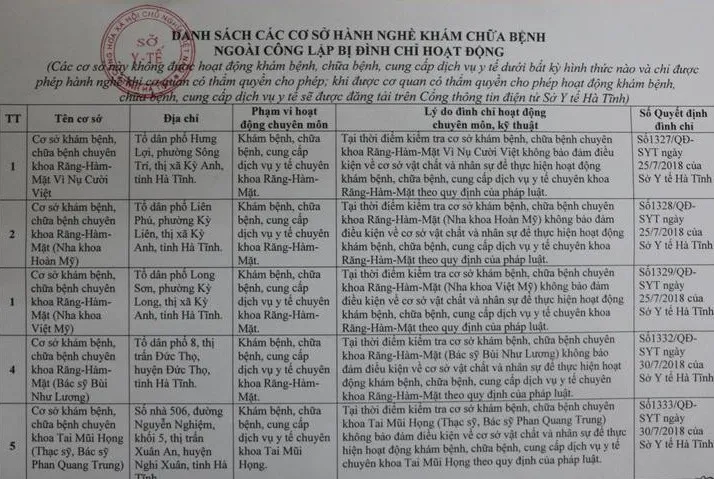 DANH SÁCH CÁC CƠ SỞ HÀNH NGHỀ KHÁM CHỮA BỆNH
NGOÀI CÔNG LẬP BỊ ĐÌNH CHỈ HOẠT ĐỘNG
(Các cơ sở này không được hoạt động khám bệnh, chữa bệnh, cung cấp dịch vụ y tế dưới bất kỳ hình thức nào và chỉ được
phép hành nghề khi cơ quan có thẩm quyền cho phép; khi được cơ quan có thẩm quyền cho phép hoạt động khám bệnh,
chữa bệnh, cung cấp dịch vụ y tế sẽ được đăng tải trên Cổng thông tin điện tử Sở Y tế Hà Tĩnh)
SỞ
Y TẾ
TT
Tên cơ sở
Địa chỉ
Phạm vi hoạt
động chuyên môn
Lý do đình chỉ hoạt động
chuyên môn, kỹ thuật
Số Quyết định
đình chỉ
1
Cơ sở khám bệnh,
chữa bệnh chuyên
khoa Răng-Hàm-
Mặt Vì Nụ Cười
Việt
Tổ dân phố Hưng
Lợi, phường Sông
Trí, thị xã Kỳ Anh,
tỉnh Hà Tĩnh.
Khám bệnh, chữa
bệnh, cung cấp
dịch vụ y tế chuyên
khoa Răng-Hàm-
Mặt.
Tại thời điểm kiểm tra cơ sở khám bệnh, chữa bệnh chuyên
khoa Răng-Hàm-Mặt Vì Nụ Cười Việt không bảo đảm điều
kiện về cơ sở vật chất và nhân sự để thực hiện hoạt động
khám bệnh, chữa bệnh, cung cấp dịch vụ y tế chuyên khoa
Răng-Hàm-Mặt theo quy định của pháp luật.
Số1327/QĐ-
SYT ngày
25/7/2018 của
Sở Y tế Hà Tĩnh
2
Cơ sở khám bệnh,
chữa bệnh chuyên
khoa Răng-Hàm-
Mặt (Nha khoa
Hoàn Mỹ)
Tổ dân phố Liên
Phú, phường Kỳ
Liên, thị xã Kỳ
Anh, tỉnh Hà Tĩnh.
Khám bệnh, chữa
bệnh, cung cấp
dịch vụ y tế chuyên
khoa Răng-Hàm-
Mặt.
Tại thời điểm kiểm tra cơ sở khám bệnh, chữa bệnh chuyên
khoa Răng-Hàm-Mặt (Nha khoa Hoàn Mỹ) không bảo đảm
điều kiện về cơ sở vật chất và nhân sự để thực hiện hoạt động
khám bệnh, chữa bệnh, cung cấp dịch vụ y tế chuyên khoa
Răng-Hàm-Mặt theo quy định của pháp luật.
Số1328/QĐ-
SYT ngày
25/7/2018 của
Sở Y tế Hà Tĩnh
1
Cơ sở khám bệnh,
chữa bệnh chuyên
khoa Răng-Hàm-
Mặt (Nha khoa
Việt Mỹ)
Tổ dân phố Long
Sơn, phường Kỳ
Long, thị xã Kỳ
Anh, tỉnh Hà Tĩnh.
Khám bệnh, chữa
bệnh, cung cấp
dịch vụ y tế chuyên
khoa Răng-Hàm-
Mặt.
Tại thời điểm kiểm tra cơ sở khám bệnh, chữa bệnh chuyên
khoa Răng-Hàm-Mặt (Nha khoa Việt Mỹ) không bảo đảm
điều kiện về cơ sở vật chất và nhân sự để thực hiện hoạt động
khám bệnh, chữa bệnh, cung cấp dịch vụ y tế chuyên khoa
Răng-Hàm-Mặt theo quy định của pháp luật.
Số1329/QĐ-
SYT ngày
25/7/2018 của
Sở Y tế Hà Tĩnh
4
Cơ sở khám bệnh,
chữa bệnh chuyên
khoa Răng-Hàm-
Mặt (Bác sỹ Bùi
Như Lương)
Tổ dân phố 8, thị
trấn Đức Thọ,
huyện Đức Thọ,
tỉnh Hà Tĩnh.
Khám bệnh, chữa
bệnh, cung cấp
dịch vụ y tế chuyên
khoa Răng-Hàm-
Mặt.
Tại thời điểm kiểm tra cơ sở khám bệnh, chữa bệnh chuyên
khoa Răng-Hàm-Mặt (Bác sỹ Bùi Như Lương) không bảo
đảm điều kiện về cơ sở vật chất và nhân sự để thực hiện hoạt
động khám bệnh, chữa bệnh, cung cấp dịch vụ y tế chuyên
khoa Răng-Hàm-Mặt theo quy định của pháp luật.
Số1332/QĐ-
SYT ngày
30/7/2018 của
Sở Y tế Hà Tĩnh
5
Cơ sở khám bệnh,
chữa bệnh chuyên
khoa Tai Mũi Họng
(Thạc sỹ, Bác sỹ
Phan Quang Trung)
Số nhà 506, đường
Nguyễn Nghiễm,
khối 5, thị trấn
Xuân An, huyện
Nghi Xuân, tỉnh Hà
Tĩnh
Khám bệnh, chữa
bệnh, cung cấp
dịch vụ y tế chuyên
khoa Tai Mũi
Họng.
Tại thời điểm kiểm tra cơ sở khám bệnh, chữa bệnh chuyên
khoa Tai Mũi Họng (Thạc sỹ, Bác sỹ Phan Quang Trung)
không bảo đảm điều kiện về cơ sở vật chất và nhân sự để thực
hiện hoạt động khám bệnh, chữa bệnh, cung cấp dịch vụ y tế
chuyên khoa Tai Mũi Họng theo quy định của pháp luật.
Số1333/QĐ-
SYT ngày
30/7/2018 của
Sở Y tế Hà Tĩnh